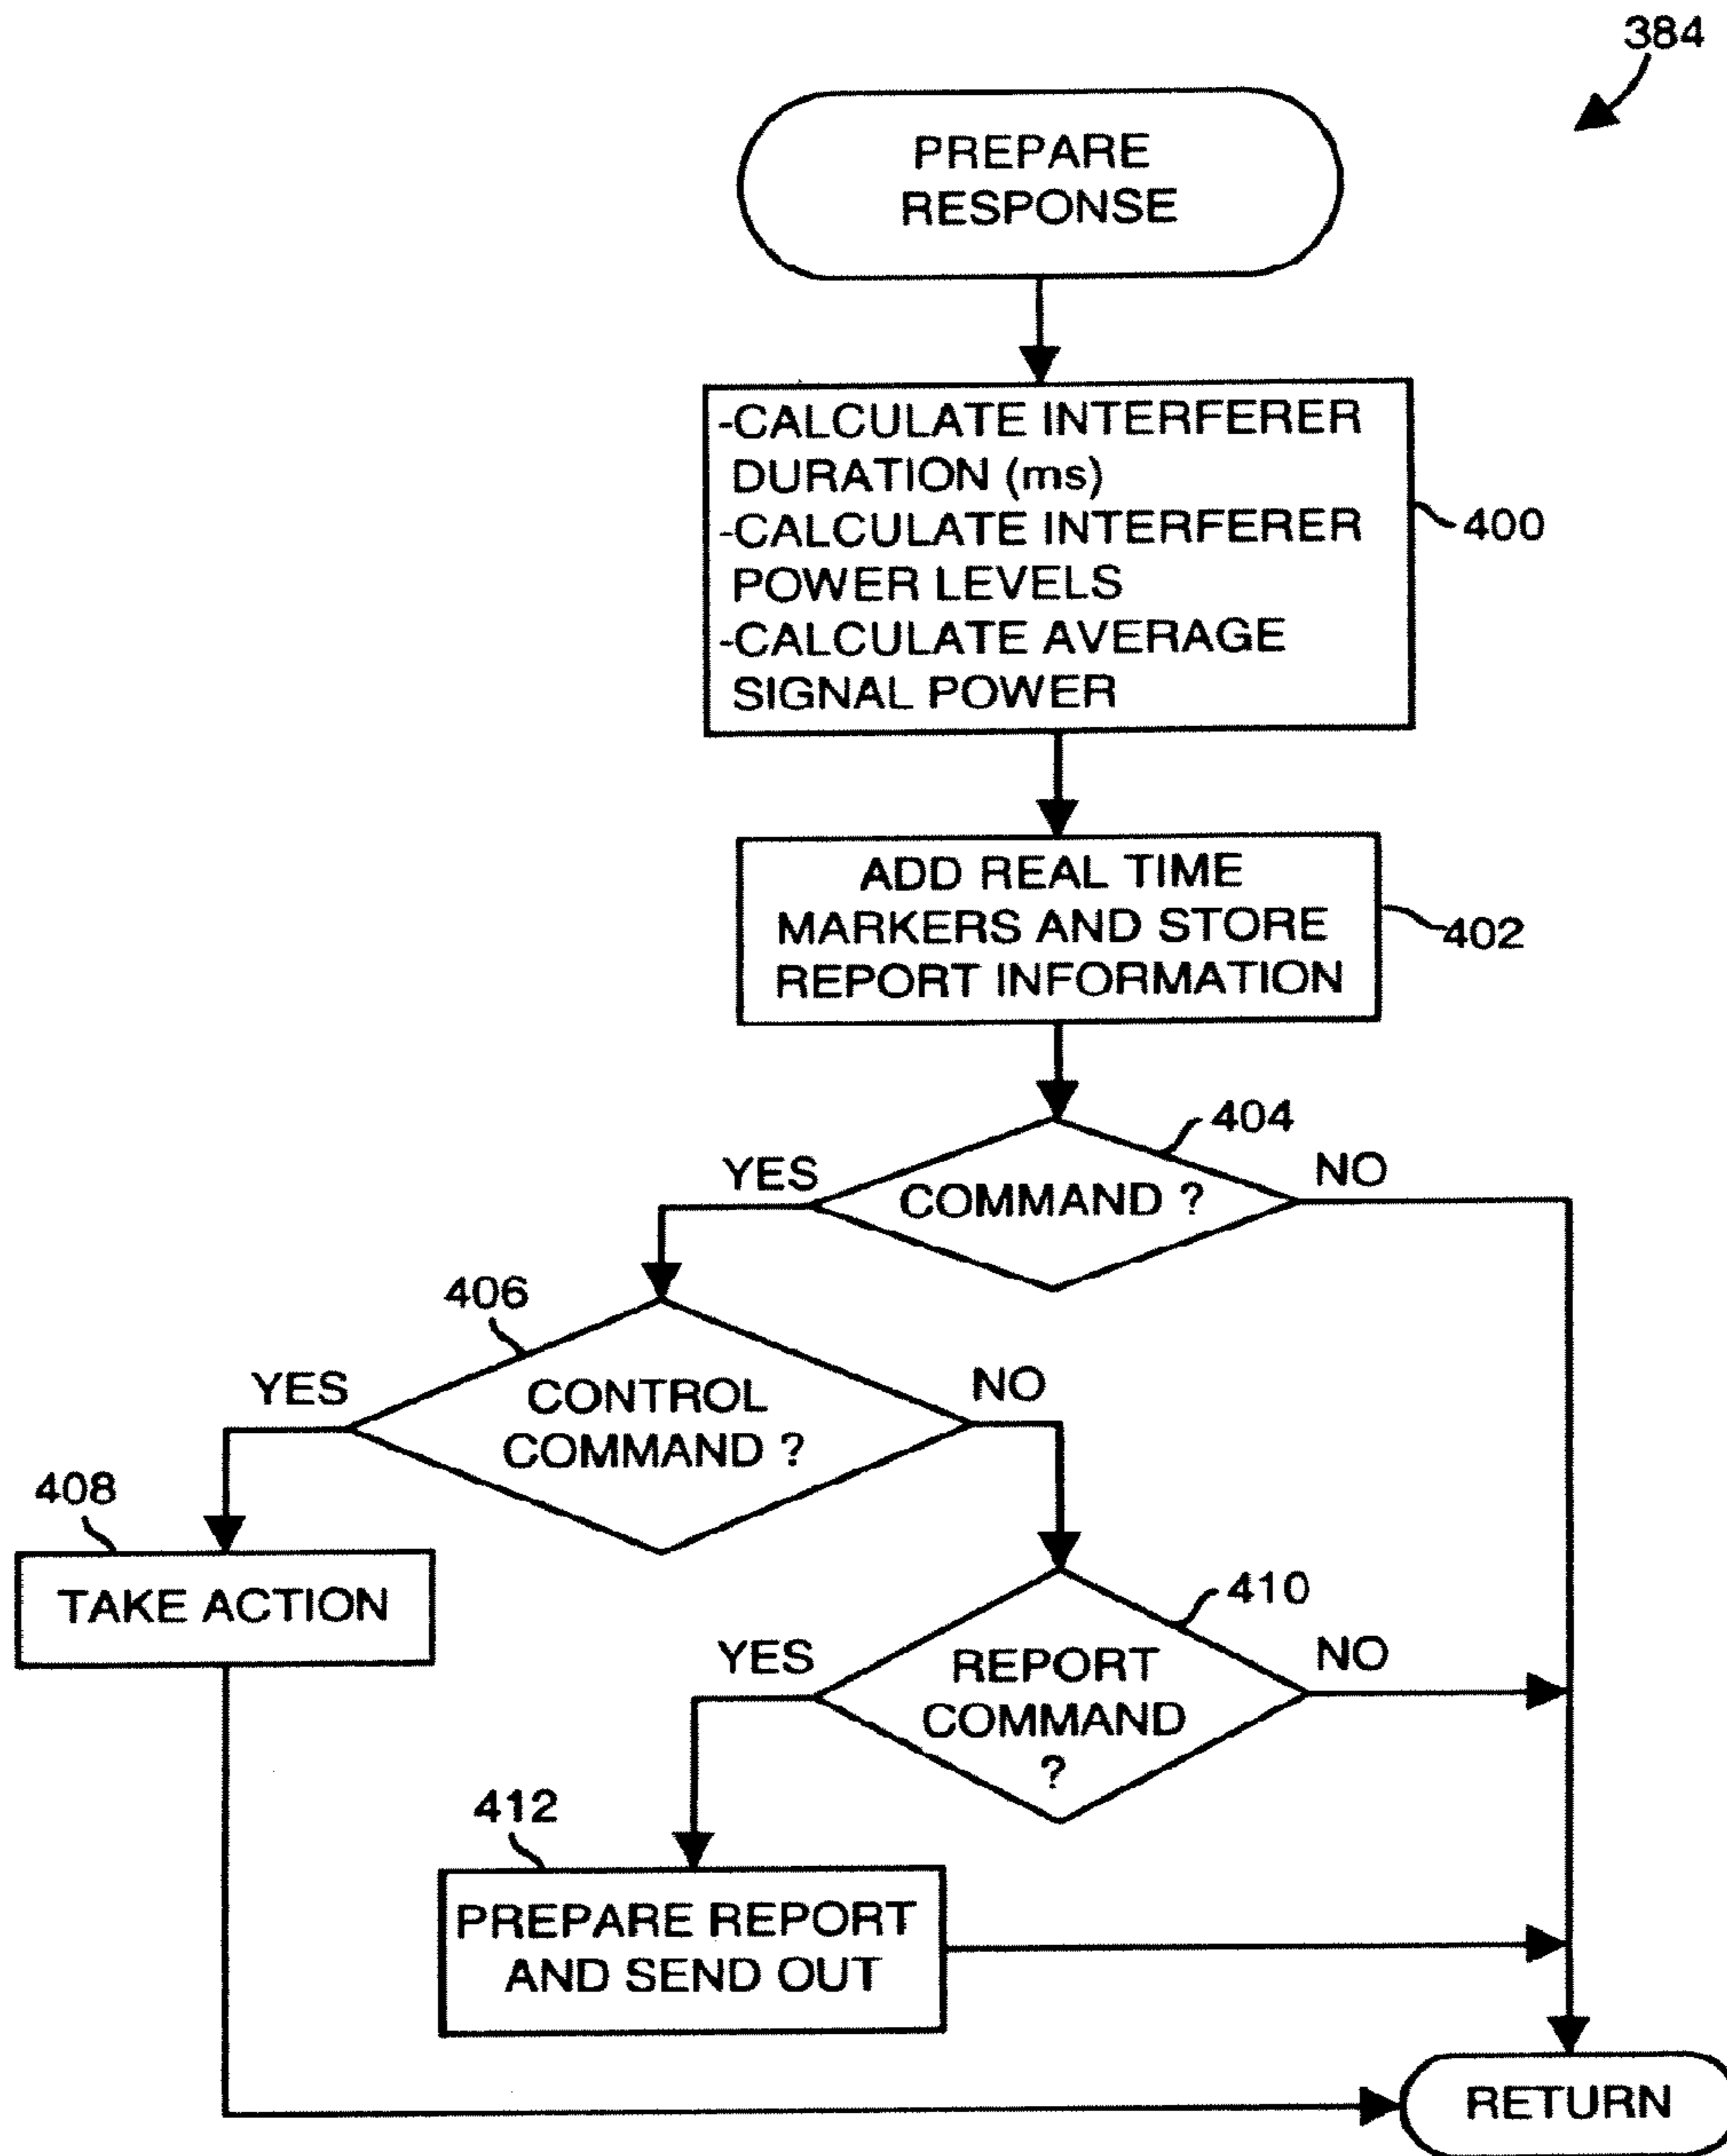 384
PREPARE
RESPONSE
-CALCULATE INTERFERER
DURATION (ms)
-CALCULATE INTERFERER
POWER LEVELS
-CALCULATE AVERAGE
SIGNAL POWER
400
ADD REAL TIME
MARKERS AND STORE
REPORT INFORMATION
402
404
YES
COMMAND ?
NO
406
YES
CONTROL
COMMAND ?
NO
408
TAKE ACTION
410
YES
REPORT
COMMAND
?
NO
412
PREPARE REPORT
AND SEND OUT
RETURN